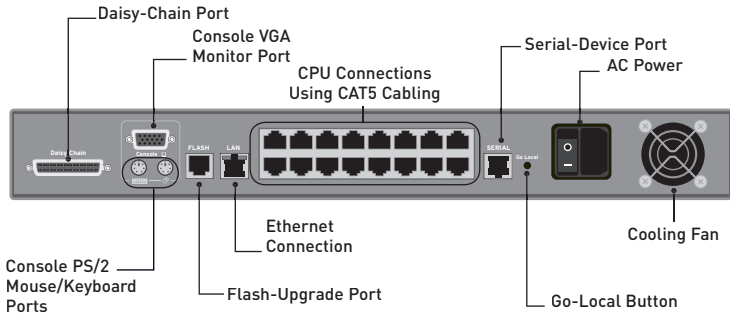 Daisy-Chain Port
Console VGA
Monitor Port
CPU Connections
Using CAT5 Cabling
Serial-Device Port
AC Power
Daisy Chain
Console
FLASH
LAN
SERIAL
Go Local
Console PS/2
Mouse/Keyboard
Ports
Flash-Upgrade Port
Ethernet
Connection
Go-Local Button
Cooling Fan